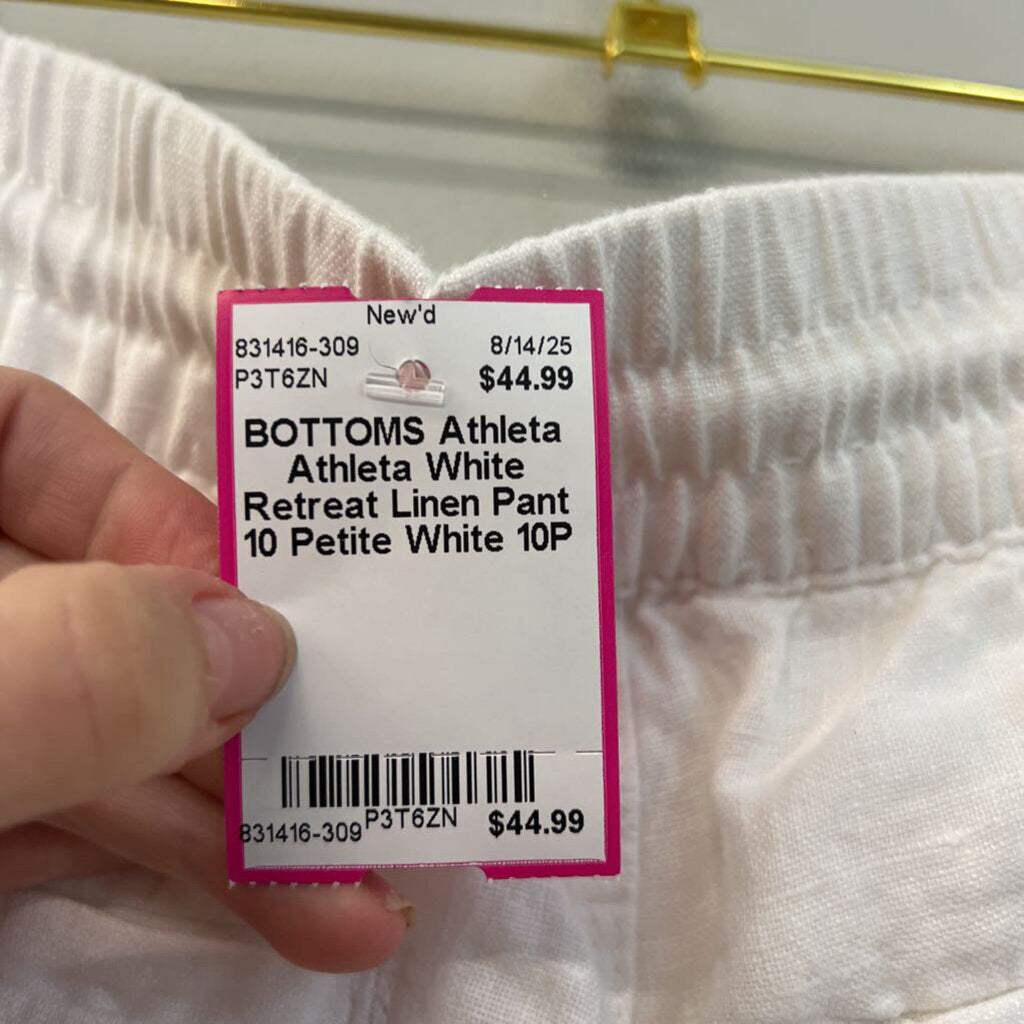 New'd
831416-309 8/14/25
P3T6ZN $44.99
BOTTOMS Athleta
Athleta White
Retreat Linen Pant
10 Petite White 10P
831416-309 P3T6ZN $44.99